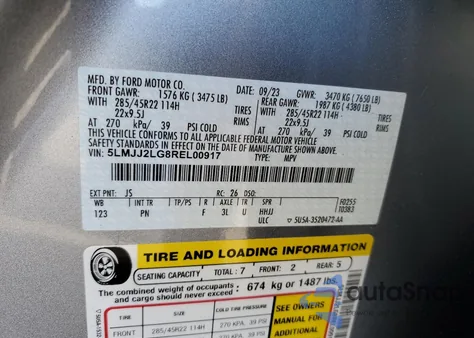 MFD. BY FORD MOTOR CO.
09/23 GVWR: 3470 KG (7650 LB)
FRONT GAWR: 1576 KG (3475 LB) REAR GAWR: 1987 KG (4380 LB)
WITH 285/45R22 114H TIRES WITH 285/45R22 114H TIRES
22x9.5J RIMS 22x9.5J RIMS
AT 270 kPa/ 39 PSI COLD AT 270 kPa/ 39 PSI COLD
THIS VEHICLE CONFORMS TO ALL APPLICABLE FEDERAL MOTOR VEHICLE
SAFETY STANDARDS IN EFFECT ON THE DATE OF MANUFACTURE SHOWN ABOVE.
VIN: 5LMJJ2LG8REL00917 TYPE: MPV
EXT PNT: JS RC: 26 DSO:
WB INT TR TP/PS R AXLE TR SPR F0255
123 PN F 3L U HHJJ T0383
ULC 5U5A-3520472-AA
TIRE AND LOADING INFORMATION
SEATING CAPACITY TOTAL: 7 FRONT: 2 REAR: 5
The combined weight of occupants and cargo should never exceed: 674 kg or 1487 lbs.
TIRE SIZE COLD TIRE PRESSURE
FRONT 285/45R22 114H 270 KPA, 39 PSI
SEE OWNERS
MANUAL FOR
ADDITIONAL
autoSnap